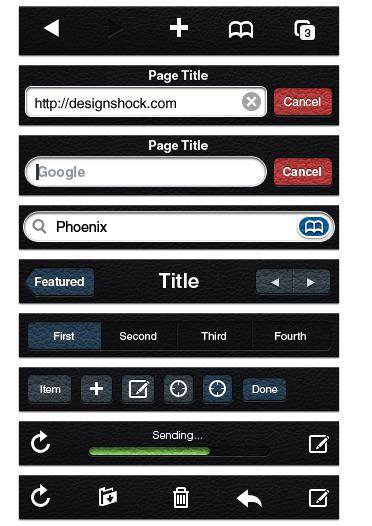 3
Page Title
http://designshock.com Cancel
Page Title
Google Cancel
Phoenix
Featured Title
First Second Third Fourth
Item Done
Sending...